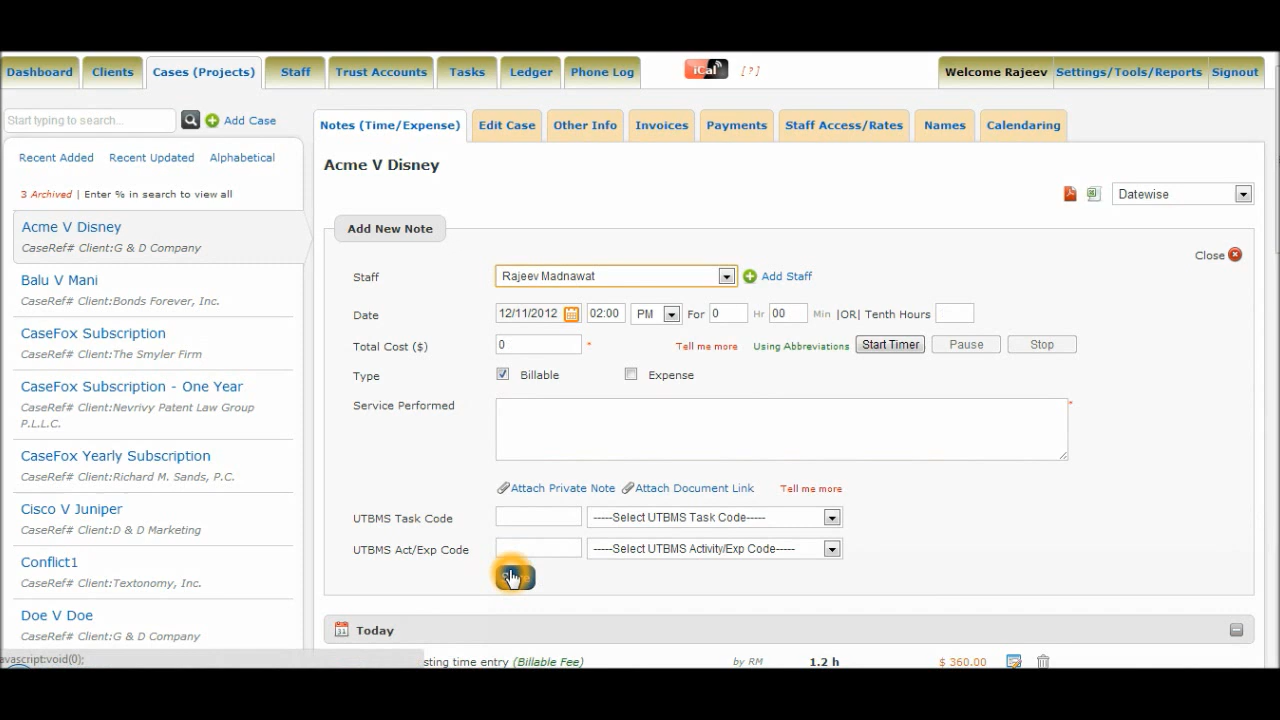 Dashboard Clients Cases (Projects) Staff Trust Accounts Tasks Ledger Phone Log iCal [?] Welcome Rajeev Settings/Tools/Reports Signout
Start typing to search... Add Case
Recent Added Recent Updated Alphabetical
3 Archived | Enter % in search to view all
Acme V Disney
CaseRef# Client:G & D Company
Balu V Mani
CaseRef# Client:Bonds Forever, Inc.
CaseFox Subscription
CaseRef# Client:The Smyler Firm
CaseFox Subscription - One Year
CaseRef# Client:Nevrivy Patent Law Group
P.L.L.C.
CaseFox Yearly Subscription
CaseRef# Client:Richard M. Sands, P.C.
Cisco V Juniper
CaseRef# Client:D & D Marketing
Conflict1
CaseRef# Client:Textonomy, Inc.
Doe V Doe
CaseRef# Client:G & D Company
avascript:void(0);
Notes (Time/Expense) Edit Case Other Info Invoices Payments Staff Access/Rates Names Calendaring
Acme V Disney
Datewise
Add New Note
Close
Staff Rajeev Madnawat Add Staff
Date 12/11/2012 02:00 PM For 0 Hr 00 Min |OR| Tenth Hours
Total Cost ($) 0 * Tell me more Using Abbreviations Start Timer Pause Stop
Type Billable Expense
Service Performed *
Attach Private Note Attach Document Link Tell me more
UTBMS Task Code -----Select UTBMS Task Code-----
UTBMS Act/Exp Code -----Select UTBMS Activity/Exp Code-----
31 Today
sting time entry (Billable Fee) by RM 1.2 h $ 360.00